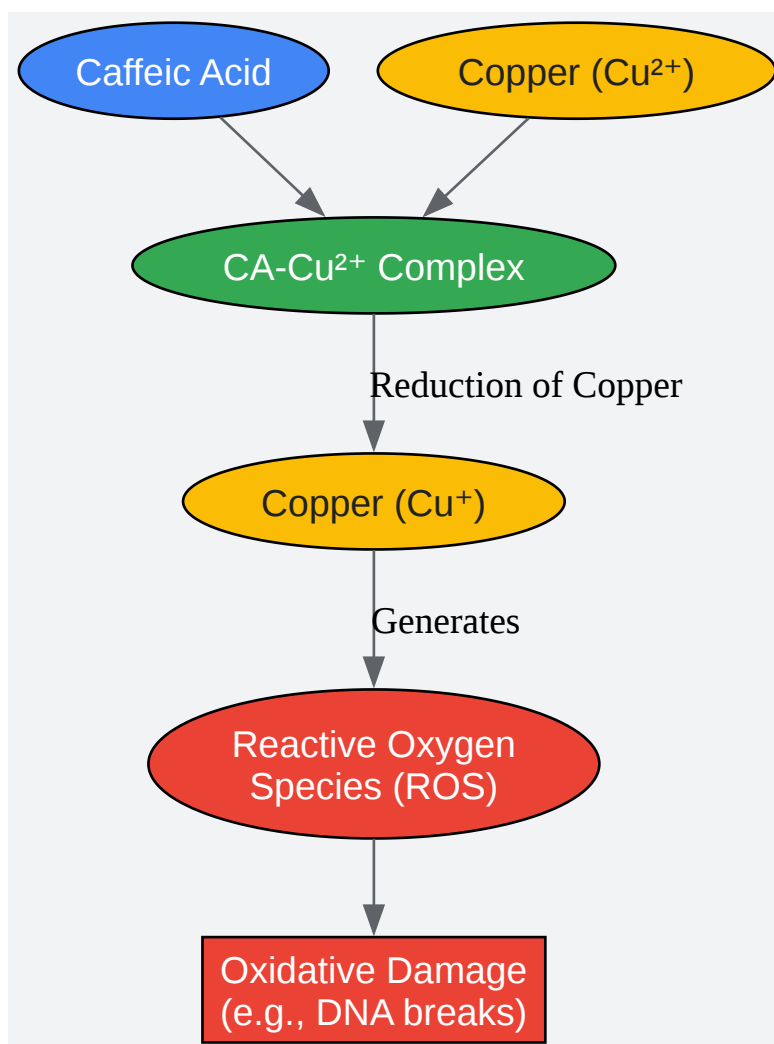 Caffeic Acid
Copper (Cu²⁺)
CA-Cu²⁺ Complex
Reduction of Copper
Copper (Cu⁺)
Generates
Reactive Oxygen
Species (ROS)
Oxidative Damage
(e.g., DNA breaks)